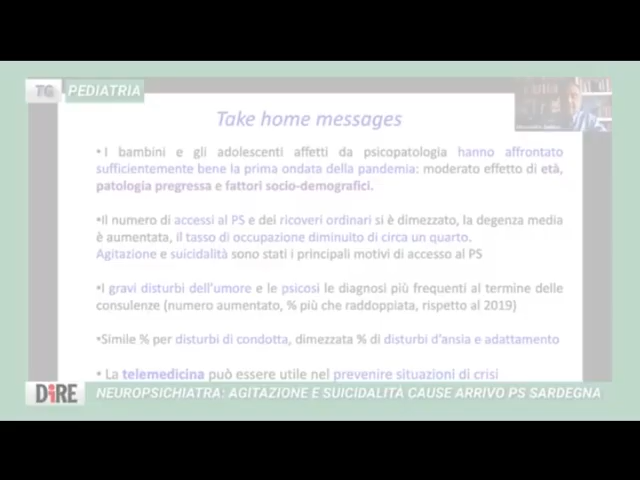 TG PEDIATRIA
Take home messages
• I bambini e gli adolescenti affetti da psicopatologia hanno affrontato
sufficientemente bene la prima ondata della pandemia: moderato effetto di età,
patologia pregressa e fattori socio-demografici.
•Il numero di accessi al PS e dei ricoveri ordinari si è dimezzato, la degenza media
è aumentata, il tasso di occupazione diminuito di circa un quarto.
Agitazione e suicidalità sono stati i principali motivi di accesso al PS
•I gravi disturbi dell'umore e le psicosi le diagnosi più frequenti al termine delle
consulenze (numero aumentato, % più che raddoppiata, rispetto al 2019)
•Simile % per disturbi di condotta, dimezzata % di disturbi d'ansia e adattamento
• La telemedicina può essere utile nel prevenire situazioni di crisi
DiRE NEUROPSICHIATRA: AGITAZIONE E SUICIDALITÀ CAUSE ARRIVO PS SARDEGNA